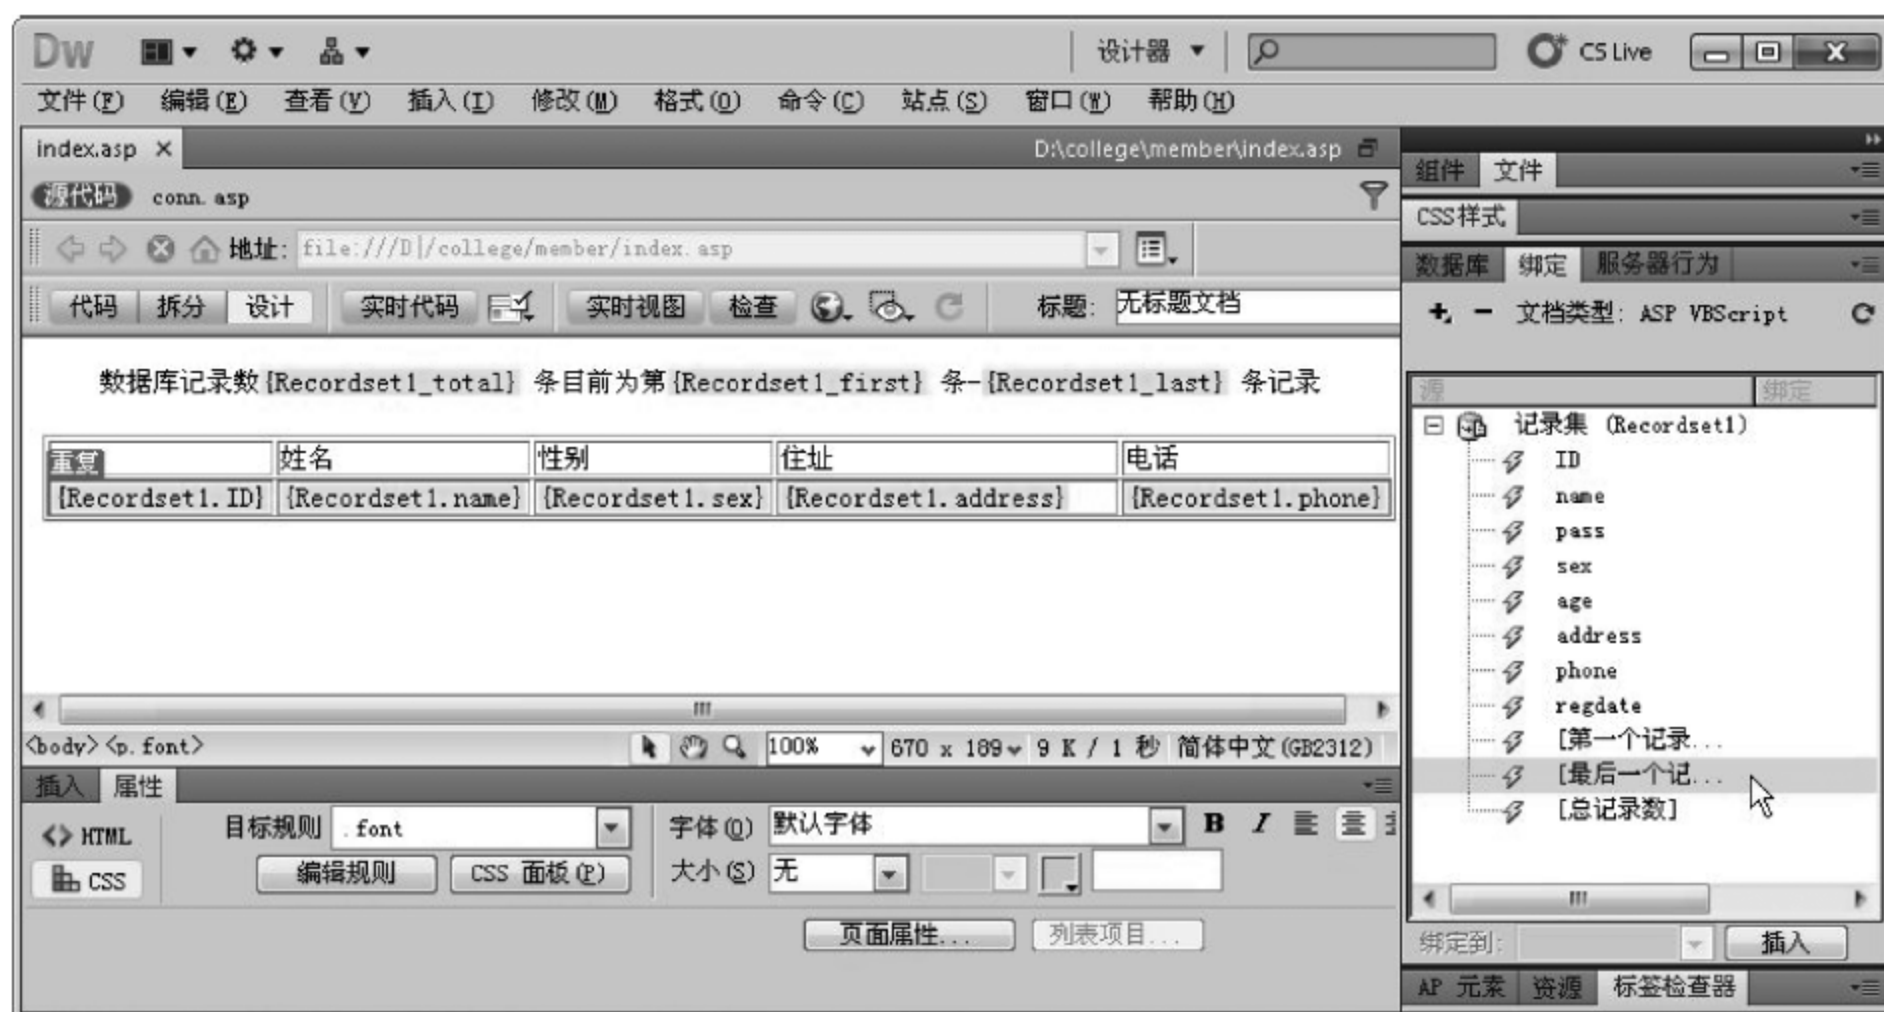 Dw 设计器 CS Live
文件(F) 编辑(E) 查看(V) 插入(I) 修改(M) 格式(O) 命令(C) 站点(S) 窗口(W) 帮助(H)
index.asp D:\college\member\index.asp
源代码 conn.asp
地址: file:///D|/college/member/index.asp
代码 拆分 设计 实时代码 实时视图 检查 标题: 无标题文档
数据库记录数{Recordset1_total} 条目前为第{Recordset1_first} 条-{Recordset1_last} 条记录
重复 姓名 性别 住址 电话
{Recordset1.ID} {Recordset1.name} {Recordset1.sex} {Recordset1.address} {Recordset1.phone}
<body><p.font> 100% 670 x 189 9 K / 1 秒 简体中文(GB2312)
插入 属性
<> HTML 目标规则 .font 字体(O) 默认字体 B I
CSS 编辑规则 CSS 面板(P) 大小(S) 无
页面属性... 列表项目...
组件 文件
CSS样式
数据库 绑定 服务器行为
文档类型: ASP VBScript
源 绑定
记录集 (Recordset1)
ID
name
pass
sex
age
address
phone
regdate
[第一个记录...
[最后一个记...
[总记录数]
绑定到: 插入
AP 元素 资源 标签检查器